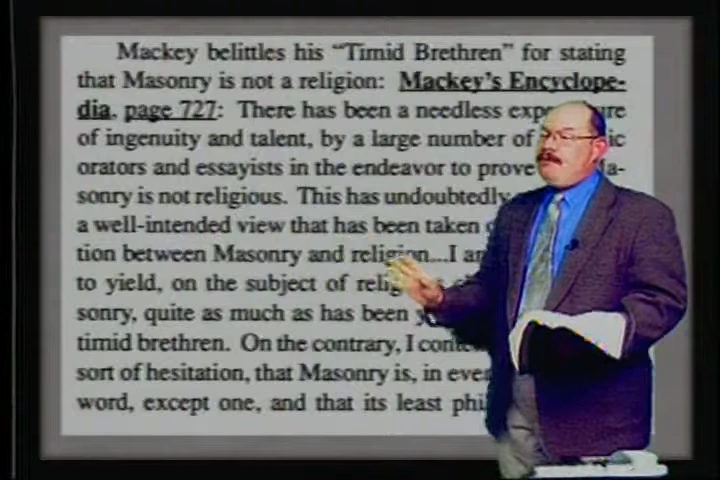 Mackey belittles his “Timid Brethren” for stating
that Masonry is not a religion: Mackey's Encyclope-
dia, page 727: There has been a needless
of ingenuity and talent, by a large number of
orators and essayists in the endeavor to prove
sonry is not religious. This has undoubtedly
a well-intended view that has been taken
tion between Masonry and religion...I
to yield, on the subject of
sonry, quite as much as has been
timid brethren. On the contrary, I
sort of hesitation, that Masonry is, in
word, except one, and that its least